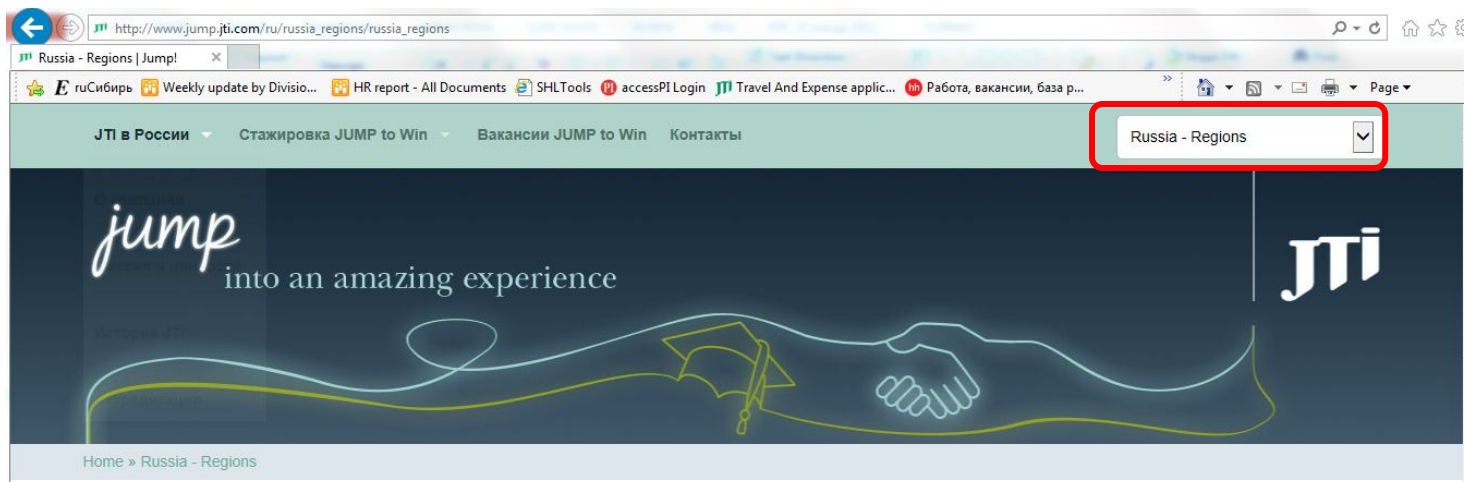 http://www.jump.jti.com/ru/russia_regions/russia_regions
Russia - Regions | Jump!
ruСибирь Weekly update by Divisio... HR report - All Documents SHLTools accessPI Login Travel And Expense applic... Работа, вакансии, база р... Page
JTI в России Стажировка JUMP to Win Вакансии JUMP to Win Контакты Russia - Regions
jump
into an amazing experience
JTi
История JTI
Home » Russia - Regions